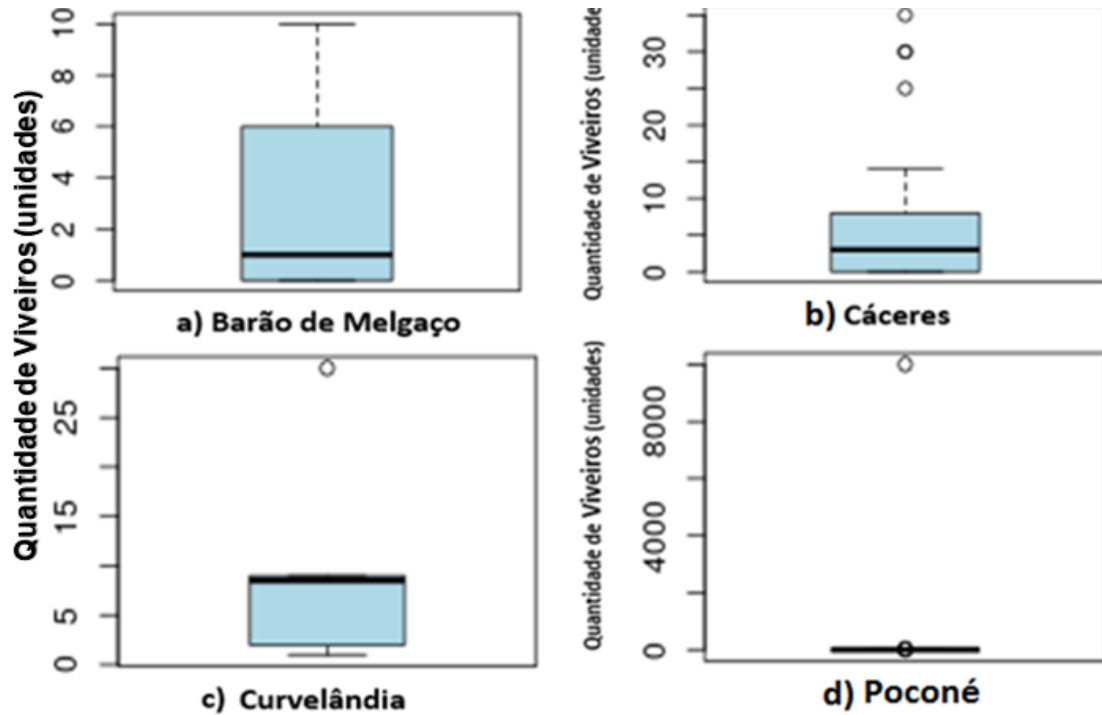 Quantidade de Viveiros (unidades)
10
8
6
4
2
0
a) Barão de Melgaço
Quantidade de Viveiros (unidade
30
20
10
0
b) Cáceres
25
15
5
0
c) Curvelândia
Quantidade de Viveiros (unidades)
8000
4000
0
d) Poconé